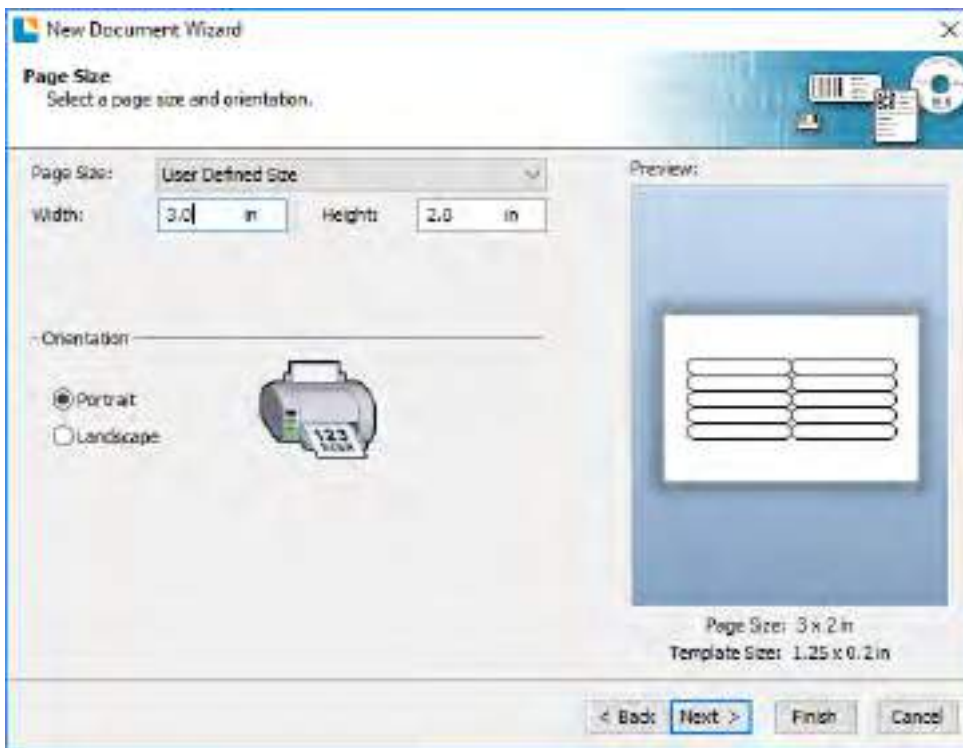 New Document Wizard
Page Size
Select a page size and orientation.
Page Size: User Defined Size
Preview:
Width: 3.0 in Height: 2.0 in
Orientation
Portrait
Landscape
123
Page Size: 3 x 2 in
Template Size: 1.25 x 0.2 in
< Back Next > Finish Cancel